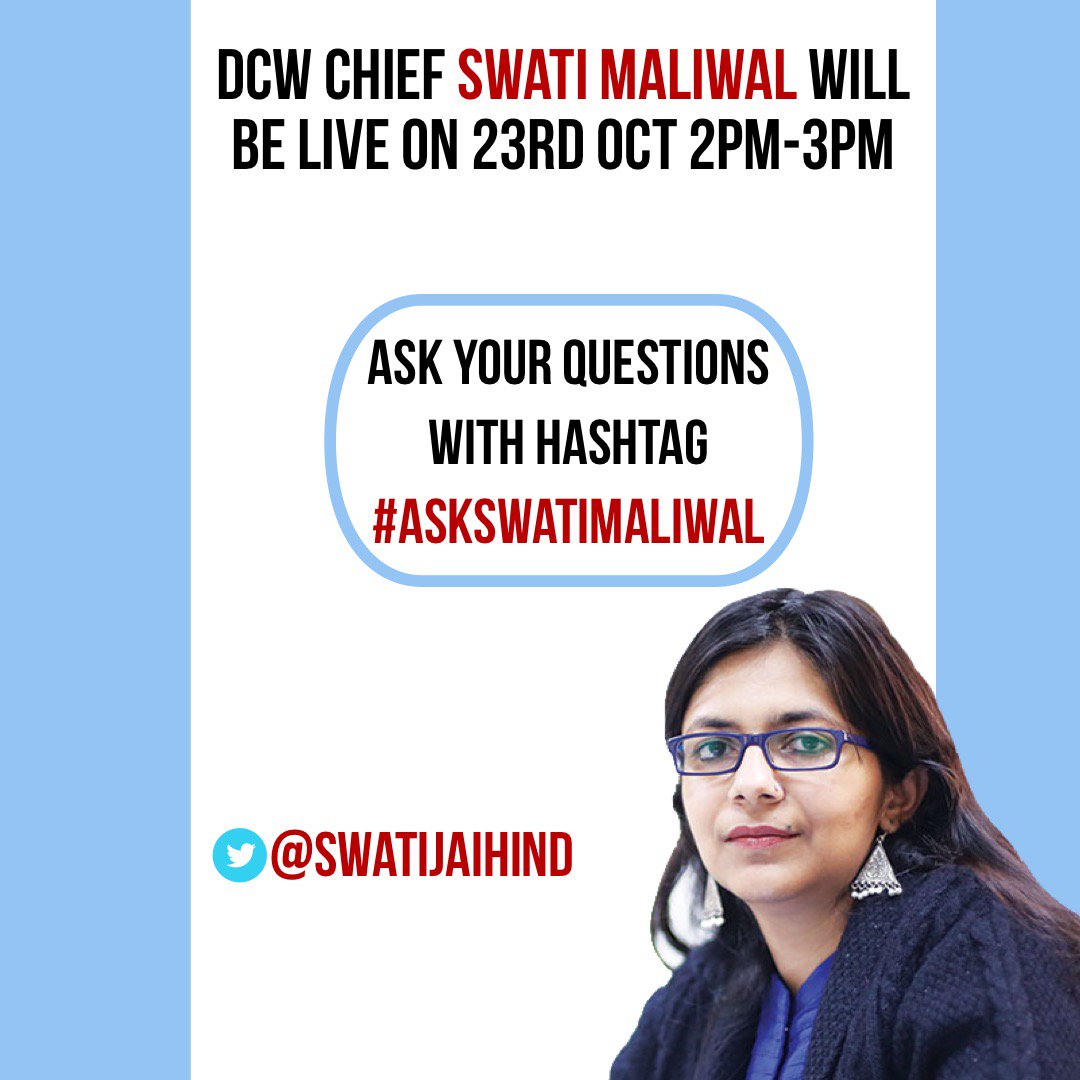 DCW CHIEF SWATI MALIWAL WILL
BE LIVE ON 23RD OCT 2PM-3PM
ASK YOUR QUESTIONS
WITH HASHTAG
#ASKSWATIMALIWAL
@SWATIJAIHIND